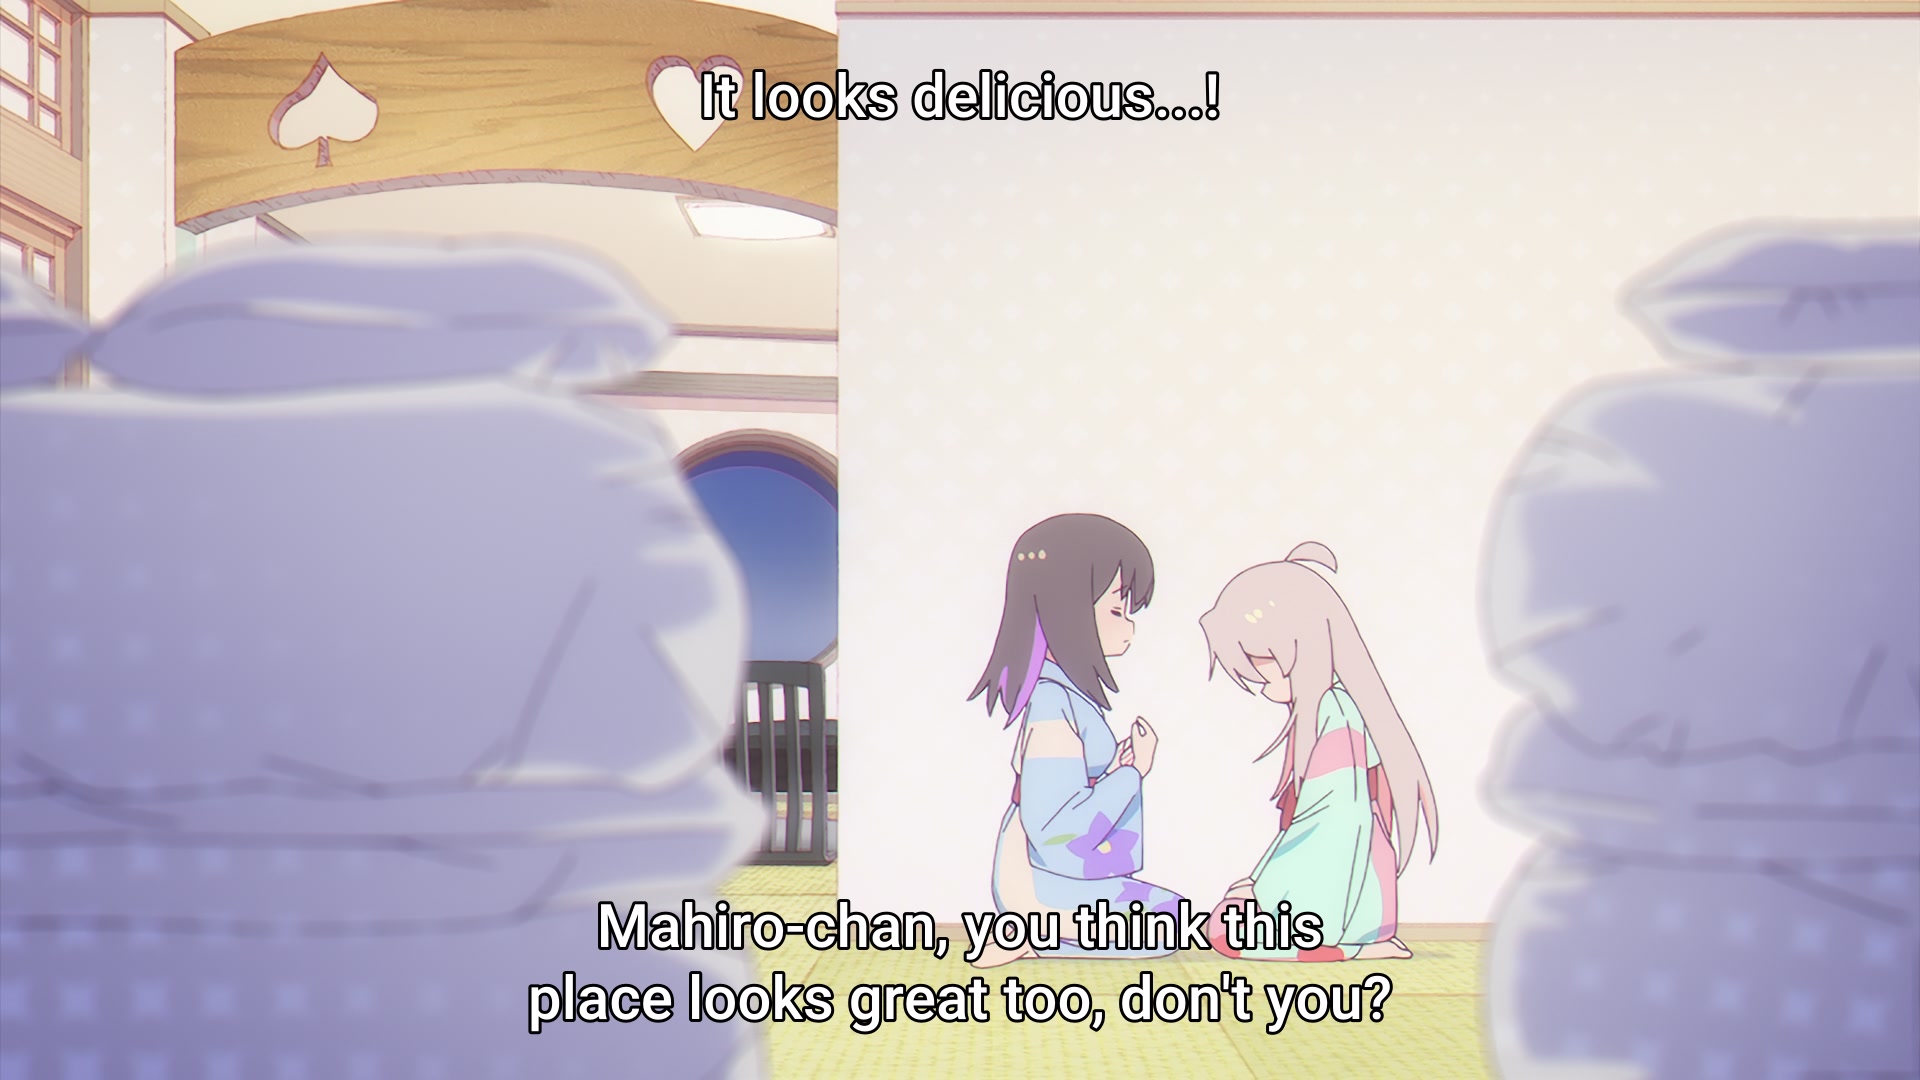 It looks delicious...!
Mahiro-chan, you think this
place looks great too, don't you?